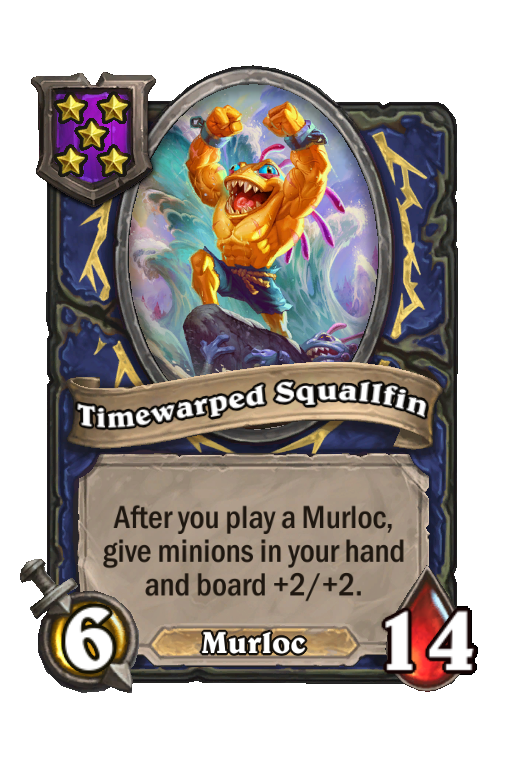 Timewarped Squallfin
After you play a Murloc,
give minions in your hand
and board +2/+2.
6
Murloc
14